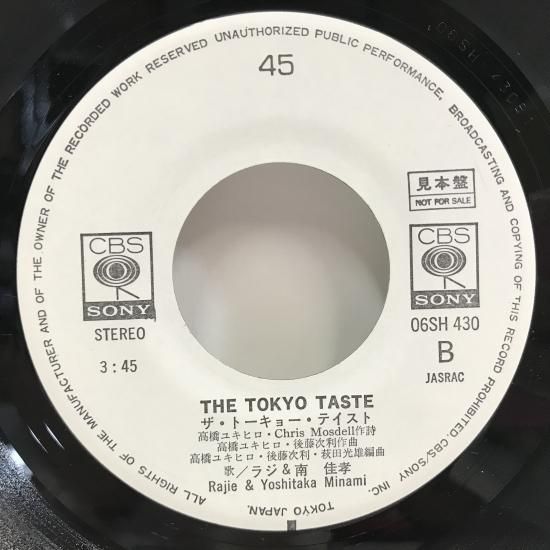 ALL RIGHTS OF THE MANUFACTURER AND OF THE OWNER OF THE RECORDED WORK RESERVED UNAUTHORIZED PUBLIC PERFORMANCE, BROADCASTING AND COPYING OF THIS RECORD PROHIBITED-CBS/SONY INC. TOKYO JAPAN.
45
06SH 430B
見本盤
NOT FOR SALE
CBS
SONY
STEREO
3:45
CBS
SONY
06SH 430
B
JASRAC
THE TOKYO TASTE
ザ・トーキョー・テイスト
高橋ユキヒロ・Chris Mosdell作詩
高橋ユキヒロ・後藤次利作曲
高橋ユキヒロ・後藤次利・萩田光雄編曲
歌／ラジ&南 佳孝
Rajie & Yoshitaka Minami